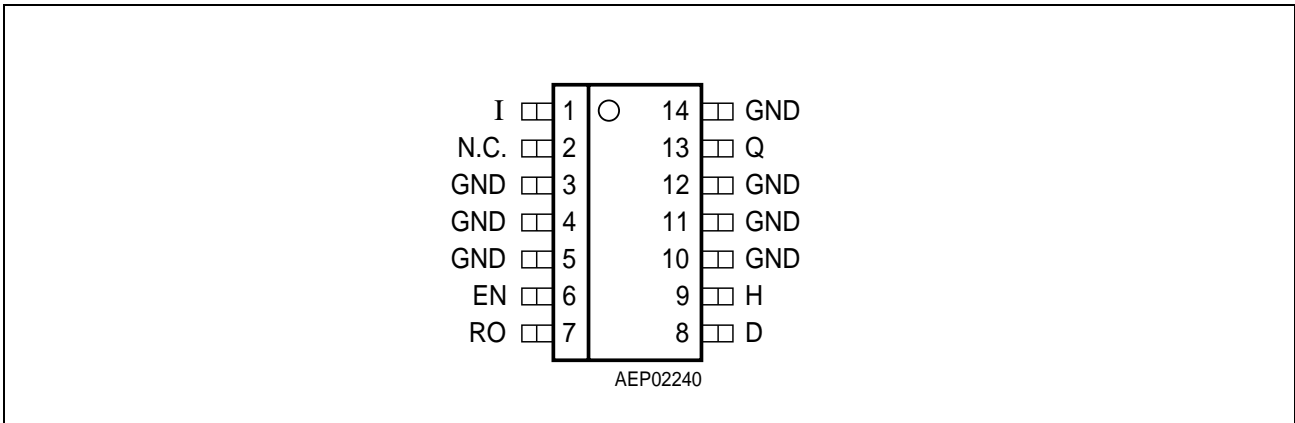 I 1 14 GND
N.C. 2 13 Q
GND 3 12 GND
GND 4 11 GND
GND 5 10 GND
EN 6 9 H
RO 7 8 D
AEP02240